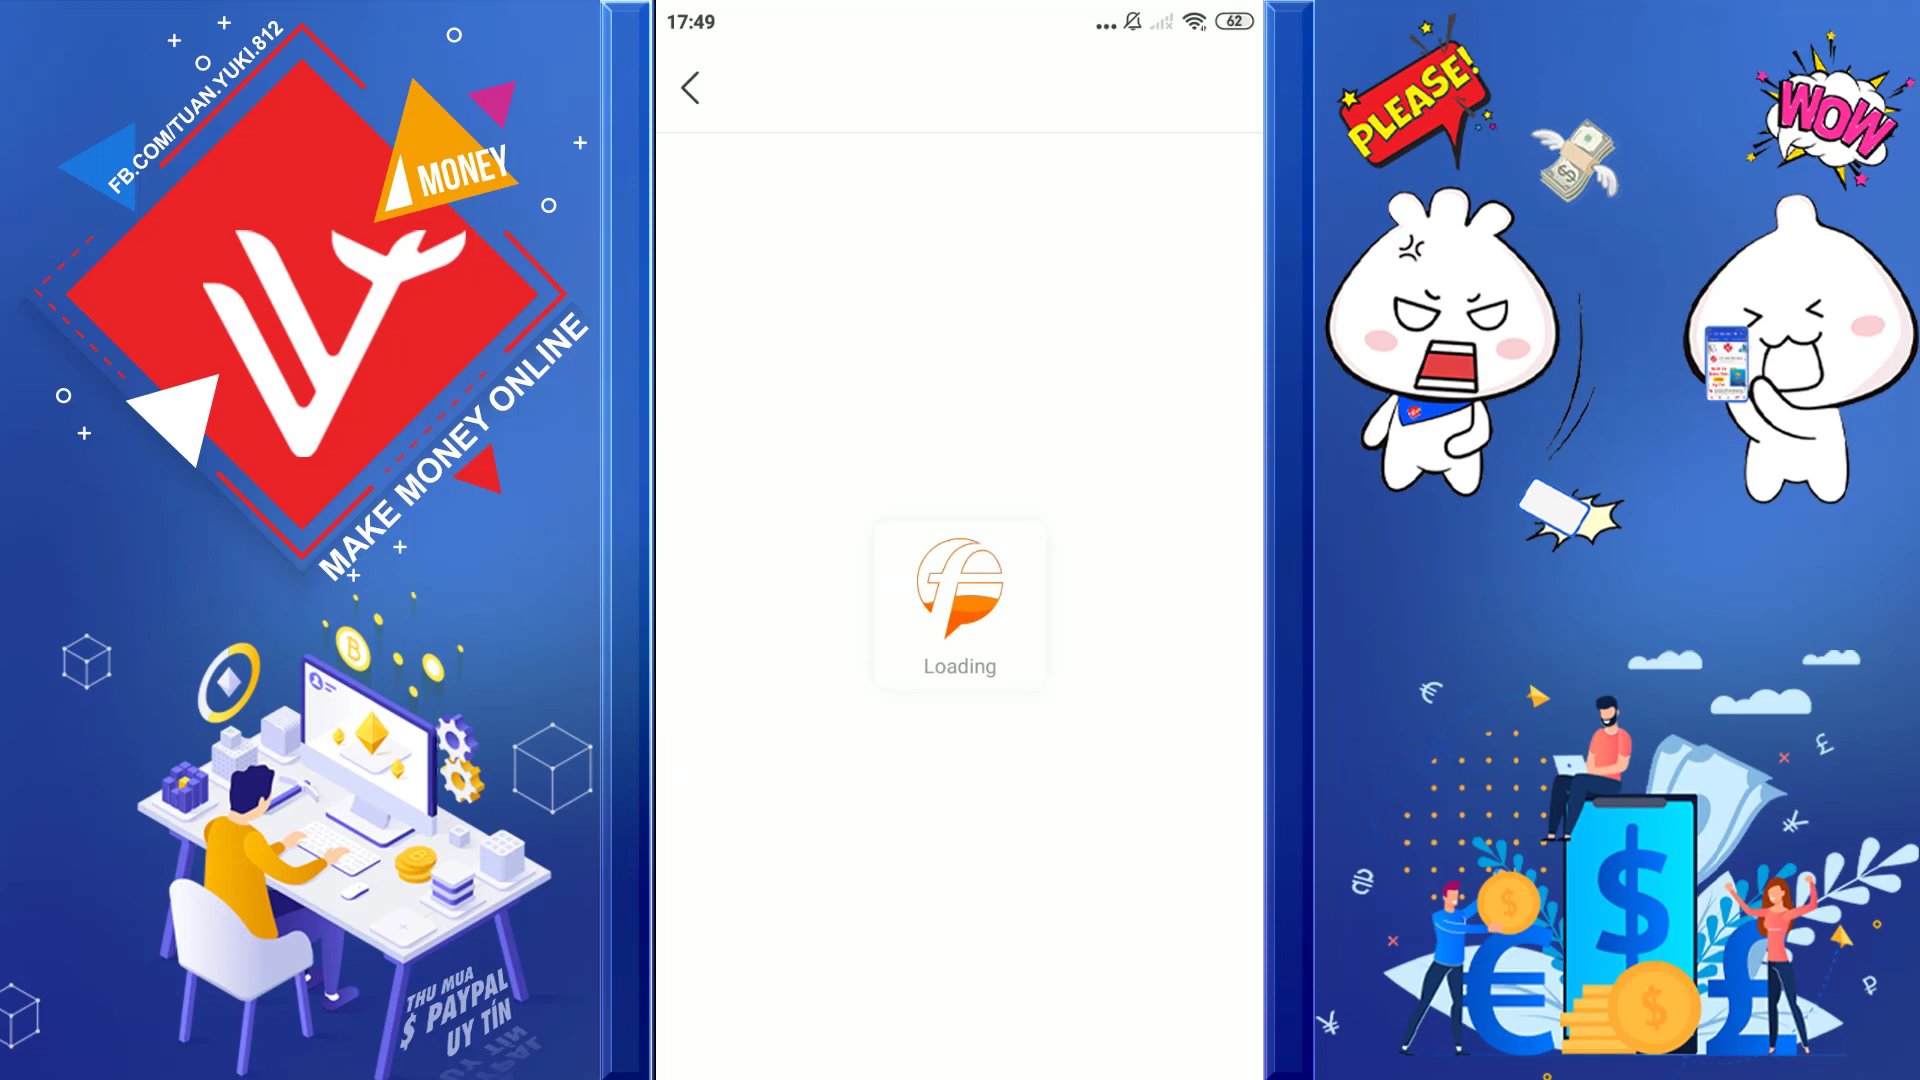 FB.COM/TUAN.YUKI.812
MONEY
MAKE MONEY ONLINE
THU MUA
$ PAYPAL
UY TÍN
17:49
62
Loading
PLEASE!
WOW